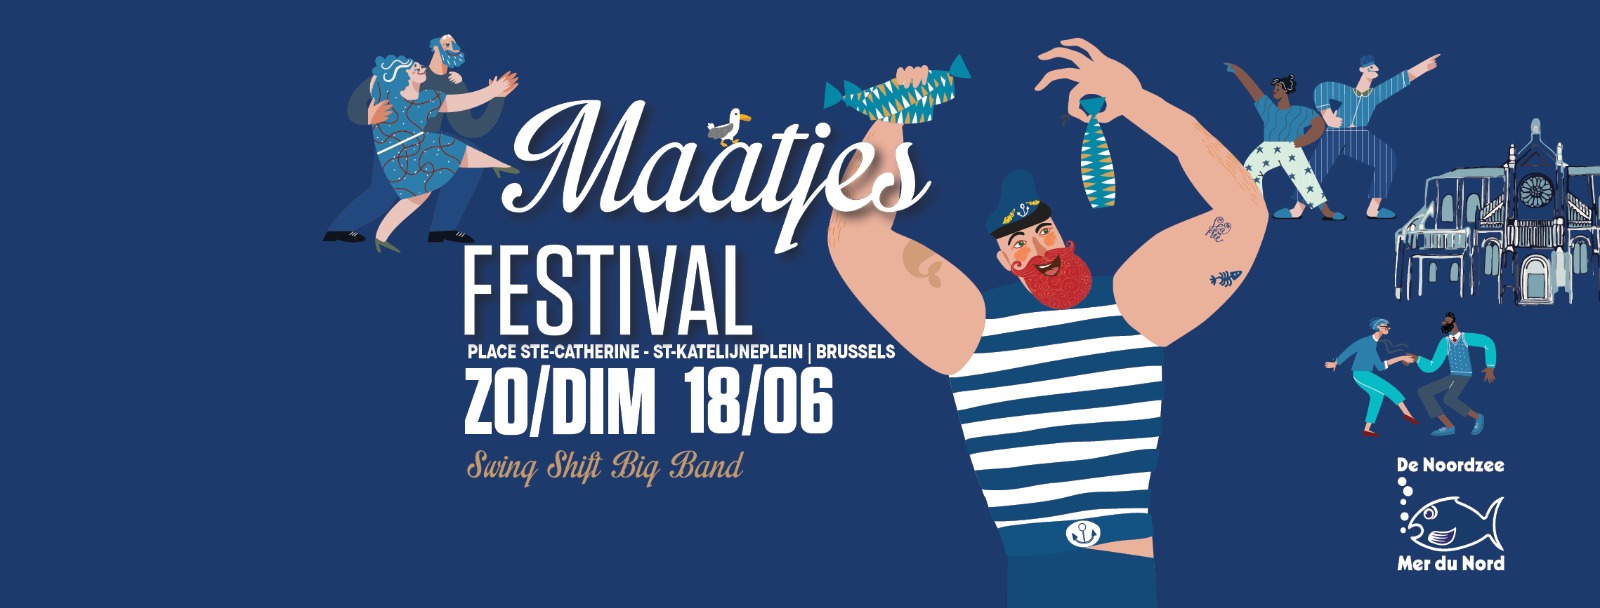 Maatjes
FESTIVAL
PLACE STE-CATHERINE - ST-KATELIJNEPLEIN | BRUSSELS
ZO/DIM 18/06
Swing Shift Big Band
De Noordzee
Mer du Nord